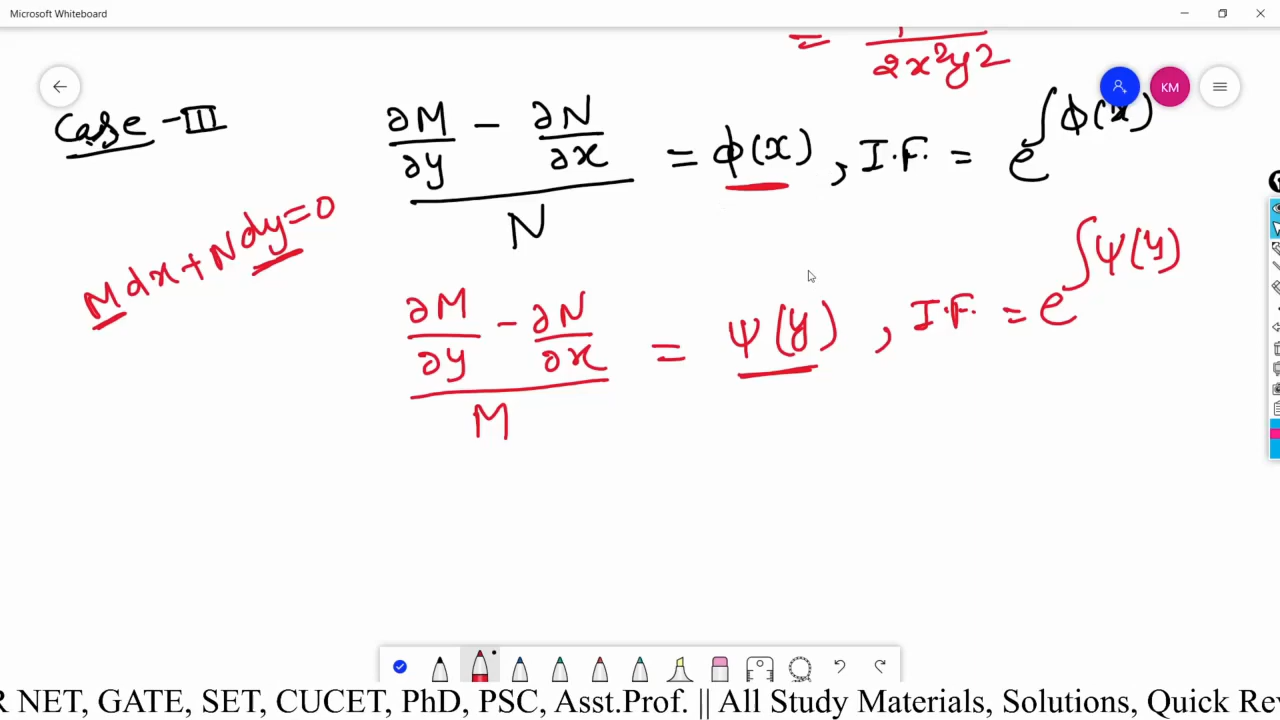 Microsoft Whiteboard
2x²y²
KM
Case-III
∂M/∂y - ∂N/∂x / N = ϕ(x), I.F. = e^∫ϕ(x)
Mdx+Ndy=0
∂M/∂y - ∂N/∂x / M = ψ(y), I.F. = e^∫ψ(y)
R NET, GATE, SET, CUCET, PhD, PSC, Asst.Prof. || All Study Materials, Solutions, Quick Re